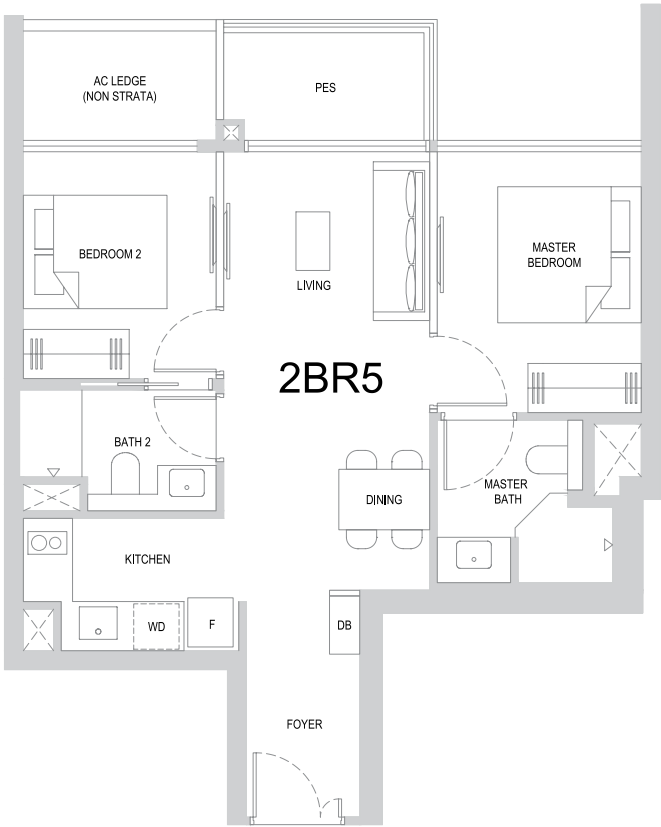 AC LEDGE
(NON STRATA)
PES
BEDROOM 2
MASTER
BEDROOM
LIVING
2BR5
BATH 2
MASTER
BATH
DINING
KITCHEN
WD
F
DB
FOYER